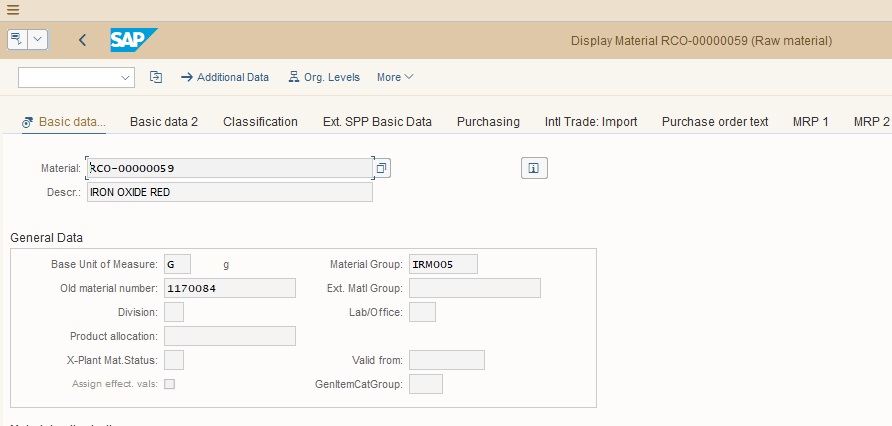 SAP
Display Material RCO-00000059 (Raw material)
Additional Data Org. Levels More
Basic data... Basic data 2 Classification Ext. SPP Basic Data Purchasing Intl Trade: Import Purchase order text MRP 1 MRP 2
Material: RCO-00000059
Descr.: IRON OXIDE RED
General Data
Base Unit of Measure: G g Material Group: IRM005
Old material number: 1170084 Ext. Matl Group:
Division: Lab/Office:
Product allocation:
X-Plant Mat.Status: Valid from:
Assign effect. vals: GenItemCatGroup: